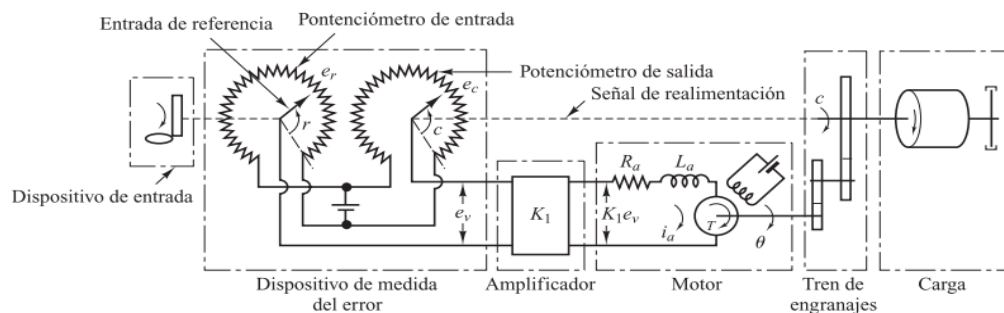 Entrada de referencia
Pontenciómetro de entrada
Potenciómetro de salida
Señal de realimentación
e_r
e_c
r
c
c
Dispositivo de entrada
e_v
K_1
K_1e_v
R_a
L_a
i_a
T
θ
Dispositivo de medida
del error
Amplificador
Motor
Tren de
engranajes
Carga